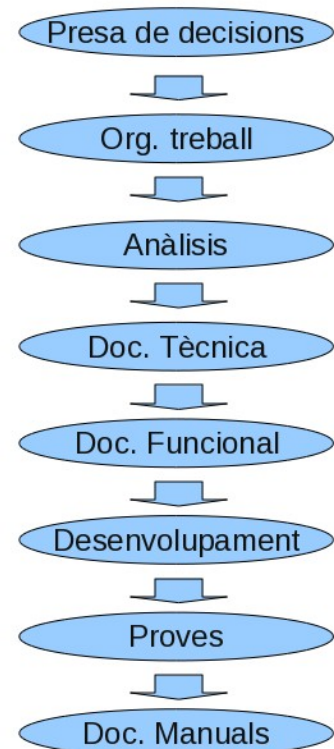 Presa de decisions
Org. treball
Anàlisis
Doc. Tècnica
Doc. Funcional
Desenvolupament
Proves
Doc. Manuals